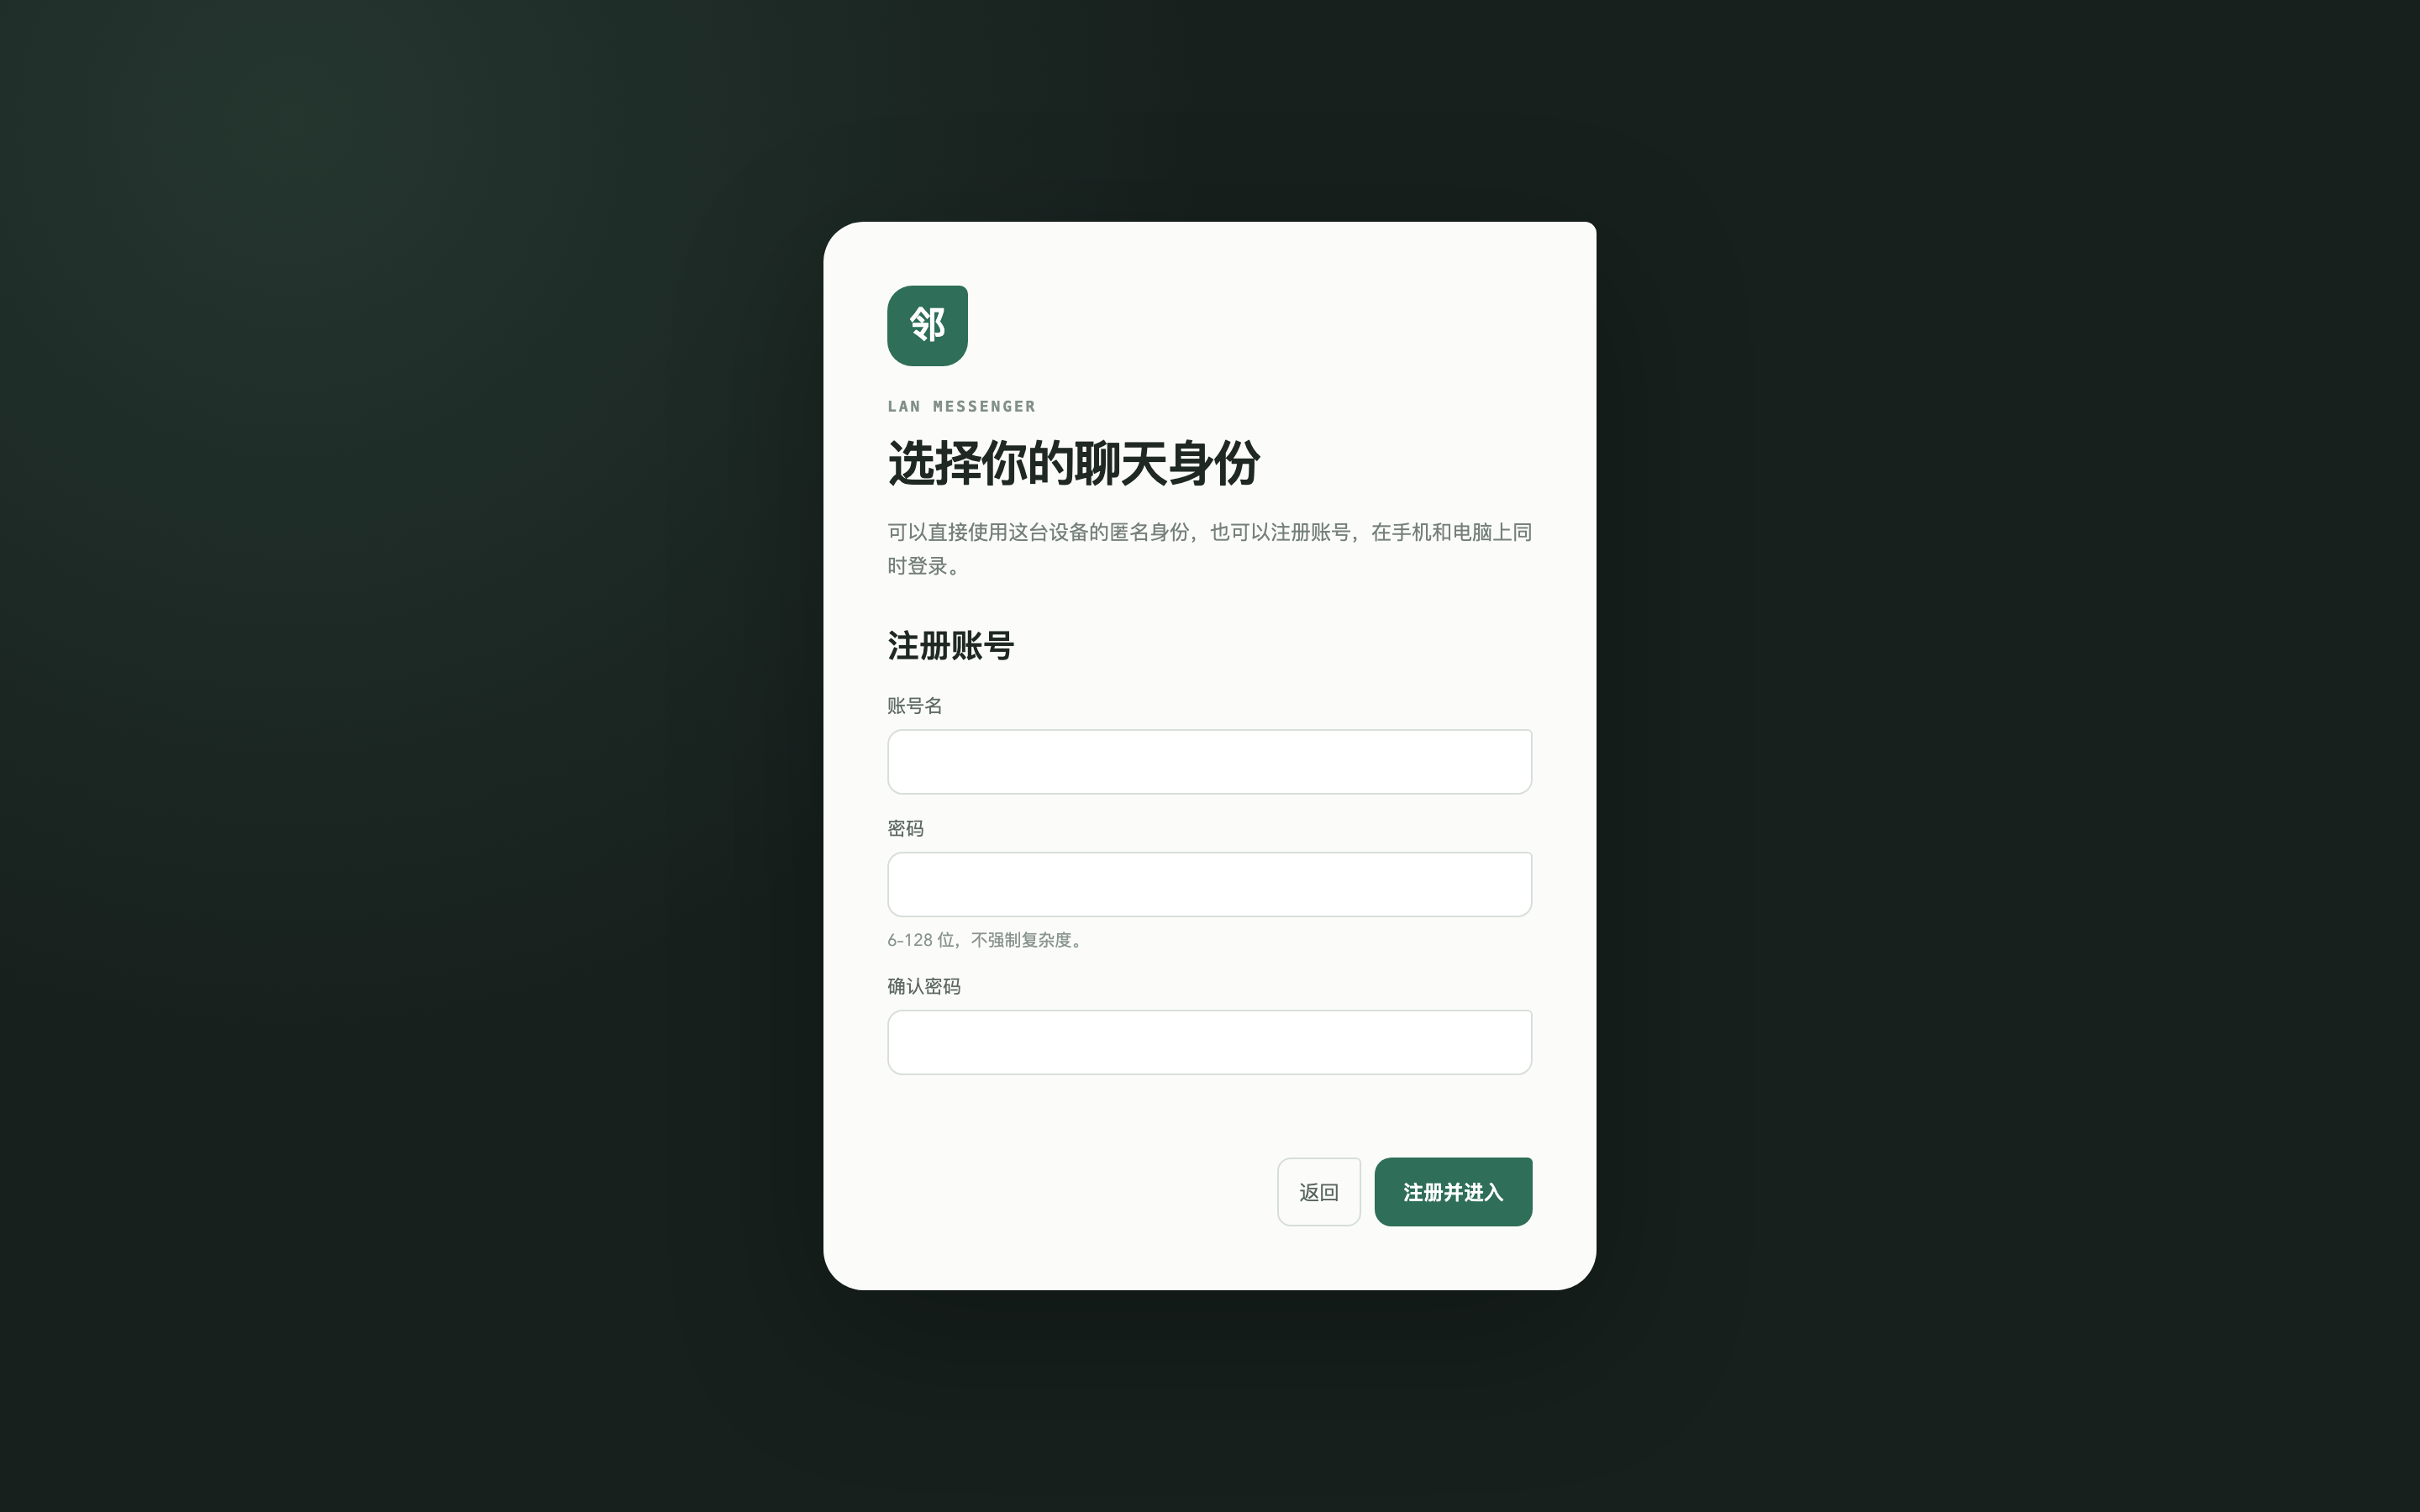 邻
LAN MESSENGER
选择你的聊天身份
可以直接使用这台设备的匿名身份，也可以注册账号，在手机和电脑上同
时登录。
注册账号
账号名
密码
6-128 位，不强制复杂度。
确认密码
返回
注册并进入